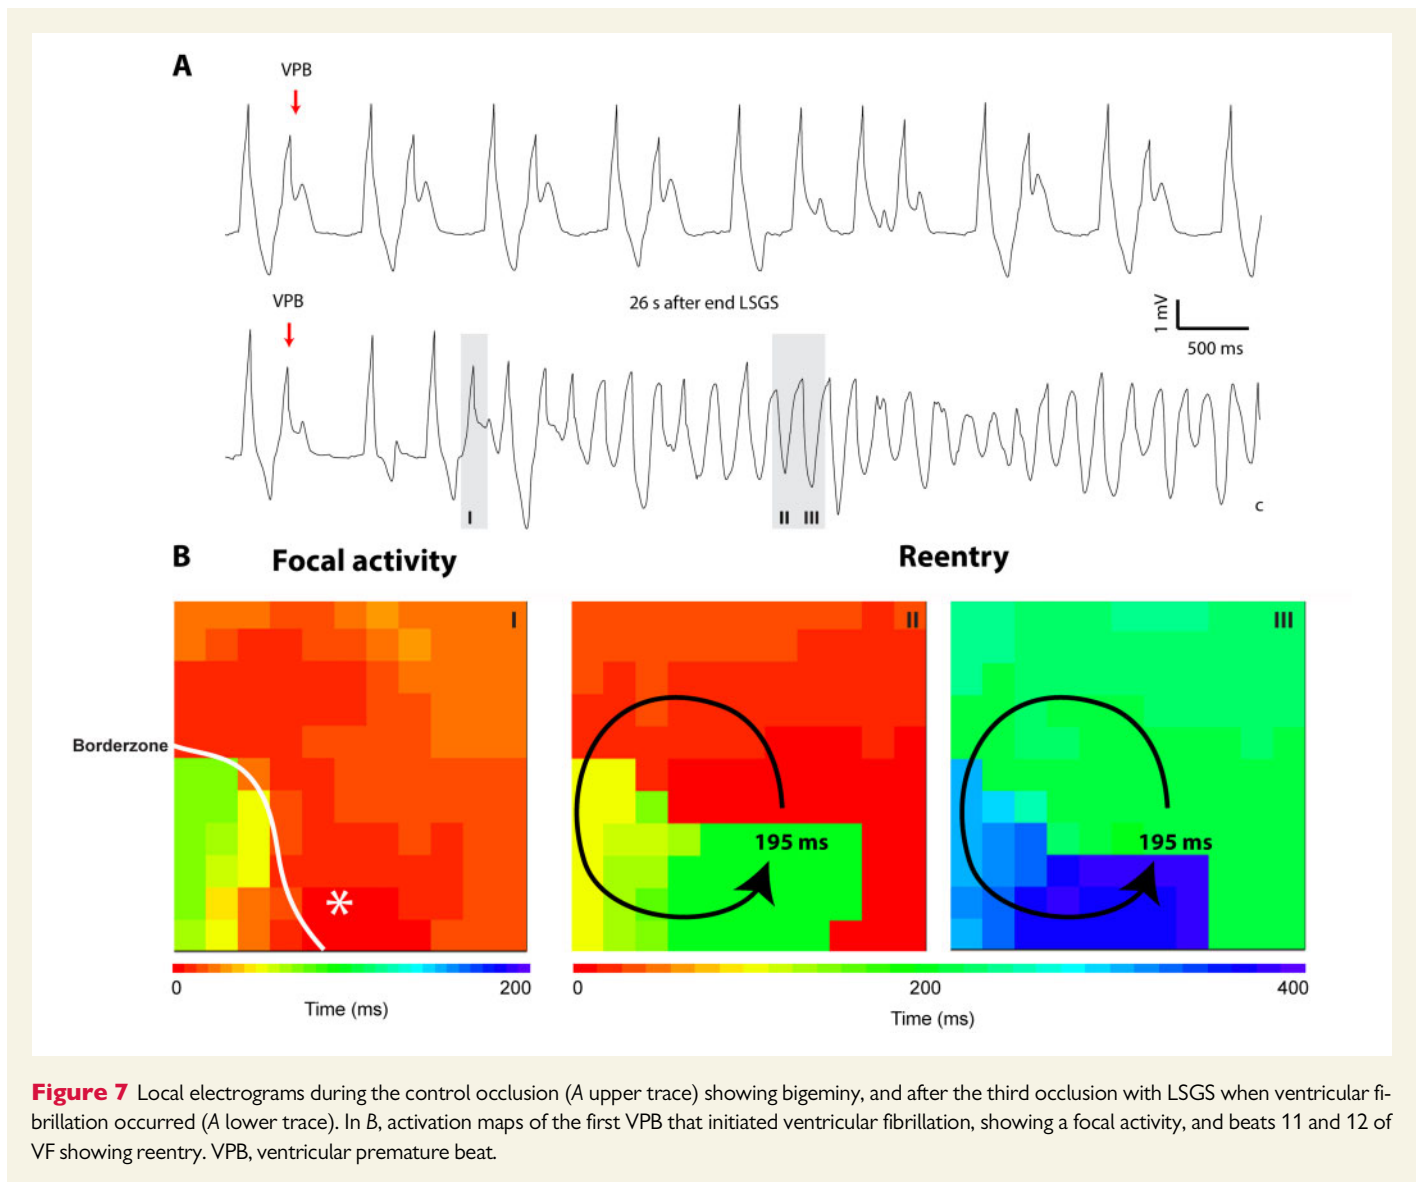 A
VPB
VPB
26 s after end LSGS
1 mV
500 ms
I
II
III
c
B
Focal activity
Reentry
I
II
III
Borderzone
*
195 ms
195 ms
0
200
Time (ms)
0
200
400
Time (ms)
Figure 7 Local electrograms during the control occlusion (A upper trace) showing bigeminy, and after the third occlusion with LSGS when ventricular fi-
brillation occurred (A lower trace). In B, activation maps of the first VPB that initiated ventricular fibrillation, showing a focal activity, and beats 11 and 12 of
VF showing reentry. VPB, ventricular premature beat.